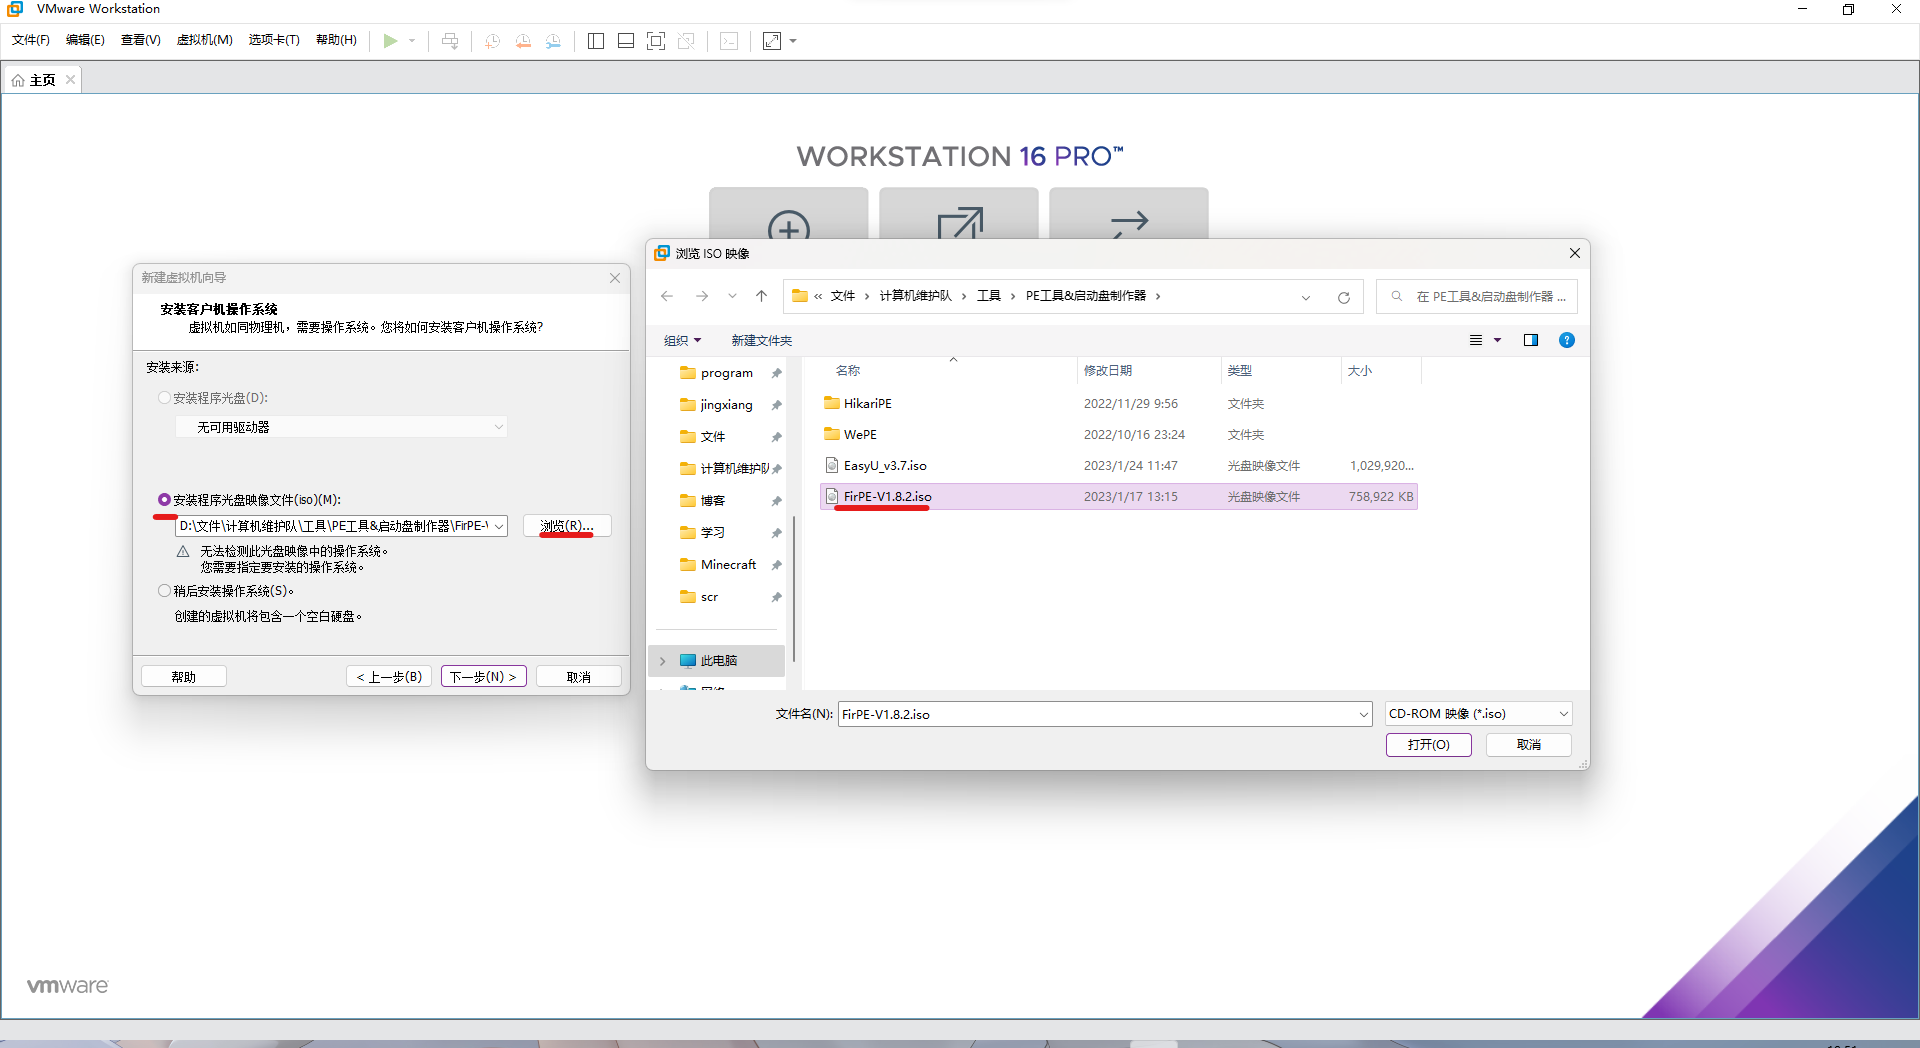 VMware Workstation
文件(F) 编辑(E) 查看(V) 虚拟机(M) 选项卡(T) 帮助(H)
主页
WORKSTATION 16 PRO™
新建虚拟机向导
安装客户机操作系统
虚拟机如同物理机，需要操作系统。您将如何安装客户机操作系统?
安装来源:
安装程序光盘(D):
无可用驱动器
安装程序光盘映像文件(iso)(M):
D:\文件\计算机维护队\工具\PE工具&启动盘制作器\FirPE-\
浏览(R)...
无法检测此光盘映像中的操作系统。
您需要指定要安装的操作系统。
稍后安装操作系统(S)。
创建的虚拟机将包含一个空白硬盘。
帮助
< 上一步(B)
下一步(N) >
取消
浏览 ISO 映像
« 文件 › 计算机维护队 › 工具 › PE工具&启动盘制作器 ›
在 PE工具&启动盘制作器 ...
组织
新建文件夹
program
jingxiang
文件
计算机维护队
博客
学习
Minecraft
scr
此电脑
名称 修改日期 类型 大小
HikariPE 2022/11/29 9:56 文件夹
WePE 2022/10/16 23:24 文件夹
EasyU_v3.7.iso 2023/1/24 11:47 光盘映像文件 1,029,920...
FirPE-V1.8.2.iso 2023/1/17 13:15 光盘映像文件 758,922 KB
文件名(N): FirPE-V1.8.2.iso
CD-ROM 映像 (*.iso)
打开(O)
取消
vmware